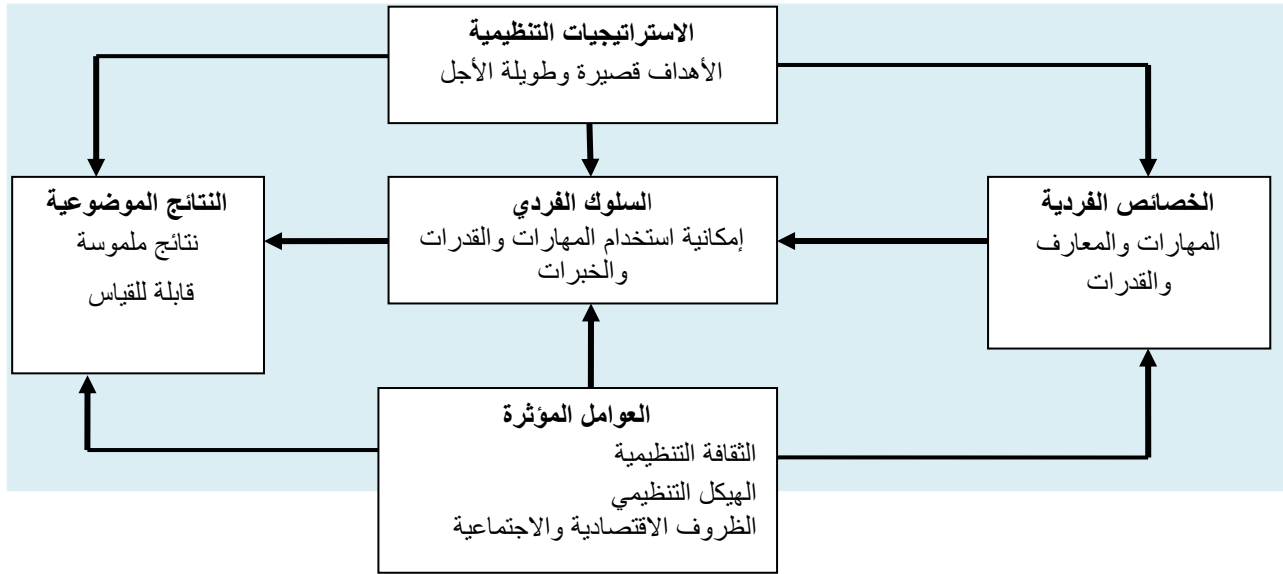 الاستراتيجيات التنظيمية
الأهداف قصيرة وطويلة الأجل
الخصائص الفردية
المهارات والمعارف
والقدرات
السلوك الفردي
إمكانية استخدام المهارات والقدرات
والخبرات
النتائج الموضوعية
نتائج ملموسة
قابلة للقياس
العوامل المؤثرة
الثقافة التنظيمية
الهيكل التنظيمي
الظروف الاقتصادية والاجتماعية